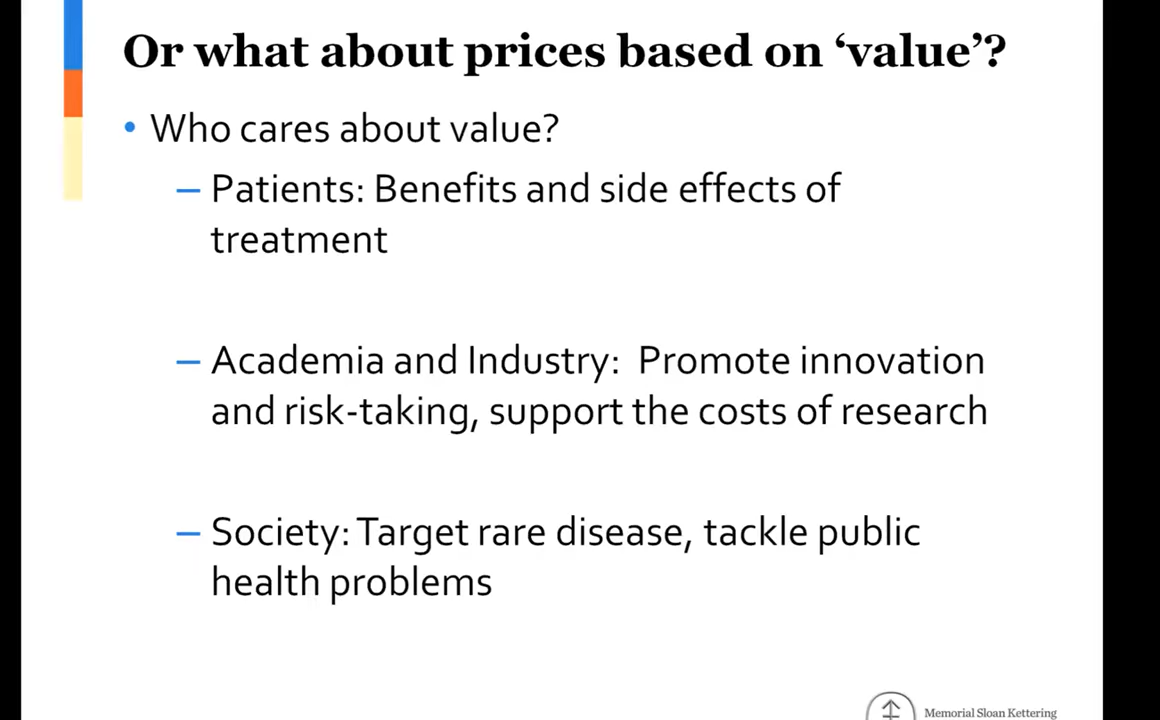 Or what about prices based on ‘value’?
• Who cares about value?
– Patients: Benefits and side effects of
treatment
– Academia and Industry:  Promote innovation
and risk-taking, support the costs of research
– Society: Target rare disease, tackle public
health problems
Memorial Sloan Kettering